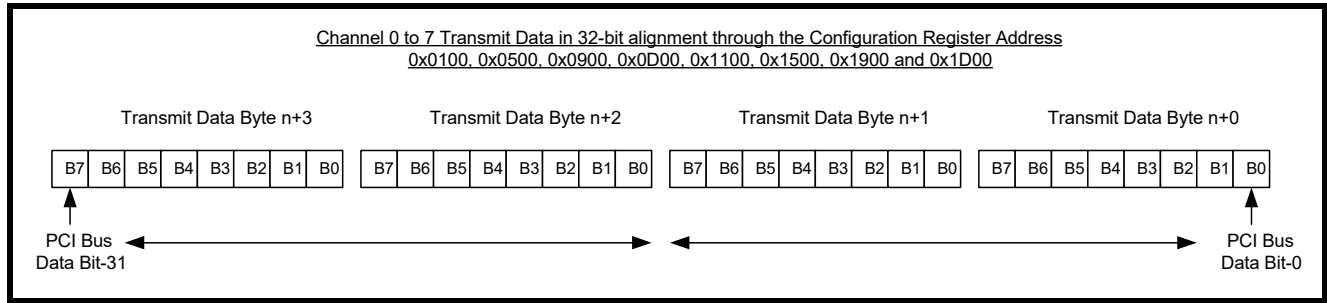 Channel 0 to 7 Transmit Data in 32-bit alignment through the Configuration Register Address
0x0100, 0x0500, 0x0900, 0x0D00, 0x1100, 0x1500, 0x1900 and 0x1D00
Transmit Data Byte n+3 Transmit Data Byte n+2 Transmit Data Byte n+1 Transmit Data Byte n+0
B7 B6 B5 B4 B3 B2 B1 B0 B7 B6 B5 B4 B3 B2 B1 B0 B7 B6 B5 B4 B3 B2 B1 B0 B7 B6 B5 B4 B3 B2 B1 B0
PCI Bus PCI Bus
Data Bit-31 Data Bit-0